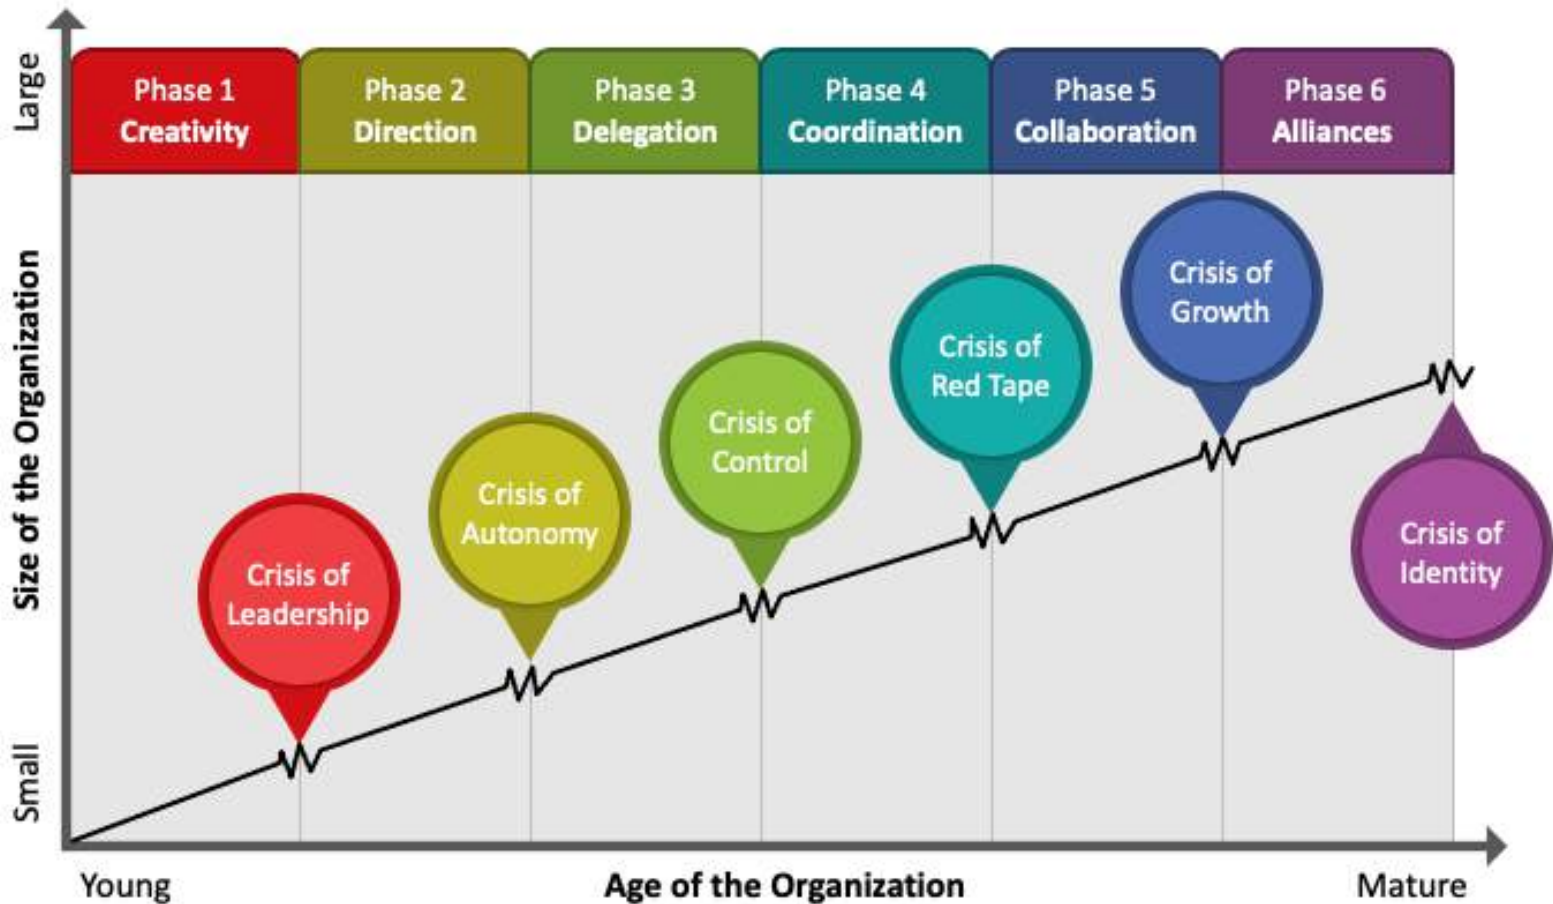 Large
Phase 1
Creativity
Phase 2
Direction
Phase 3
Delegation
Phase 4
Coordination
Phase 5
Collaboration
Phase 6
Alliances
Size of the Organization
Crisis of
Leadership
Crisis of
Autonomy
Crisis of
Control
Crisis of
Red Tape
Crisis of
Growth
Crisis of
Identity
Small
Young
Age of the Organization
Mature